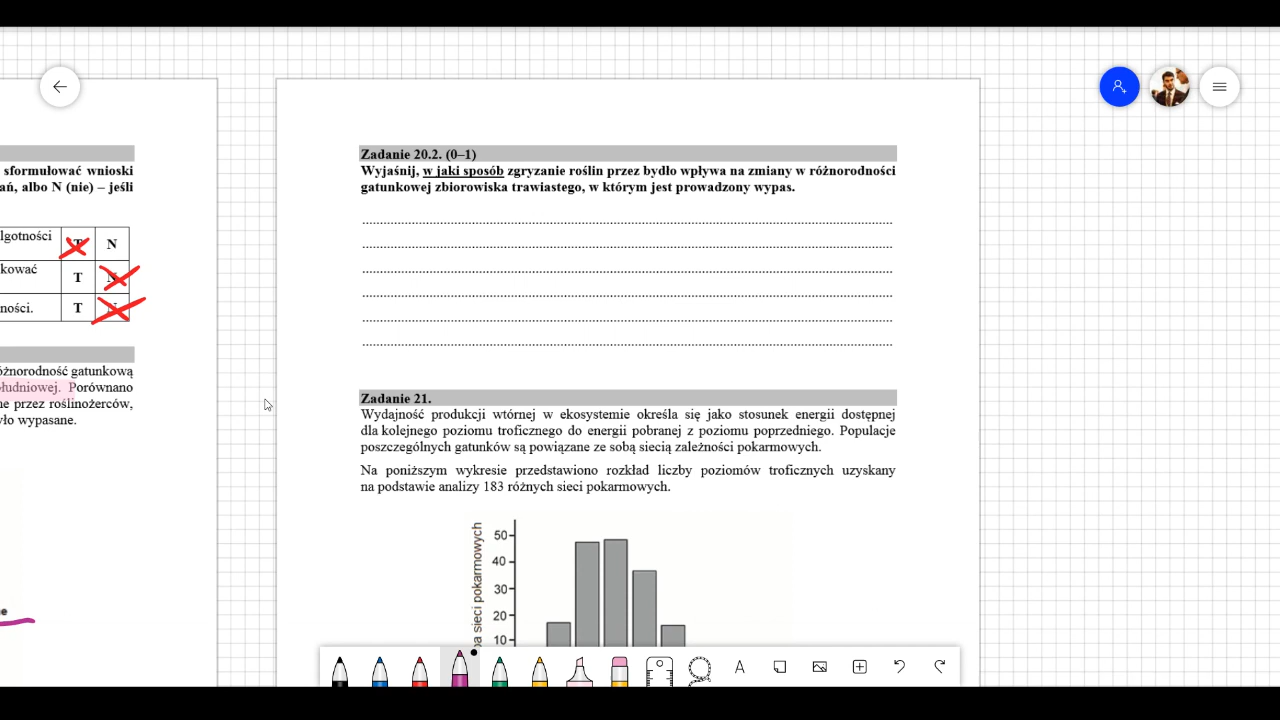 sformułować wnioski
ań, albo N (nie) – jeśli
lgotności
T N
kować
T N
ności.
T N
óżnorodność gatunkową
łudniowej. Porównano
ne przez roślinożerców,
yło wypasane.
e
Zadanie 20.2. (0–1)
Wyjaśnij, w jaki sposób zgryzanie roślin przez bydło wpływa na zmiany w różnorodności
gatunkowej zbiorowiska trawiastego, w którym jest prowadzony wypas.
Zadanie 21.
Wydajność produkcji wtórnej w ekosystemie określa się jako stosunek energii dostępnej
dla kolejnego poziomu troficznego do energii pobranej z poziomu poprzedniego. Populacje
poszczególnych gatunków są powiązane ze sobą siecią zależności pokarmowych.
Na poniższym wykresie przedstawiono rozkład liczby poziomów troficznych uzyskany
na podstawie analizy 183 różnych sieci pokarmowych.
ba sieci pokarmowych
50
40
30
20
10
A